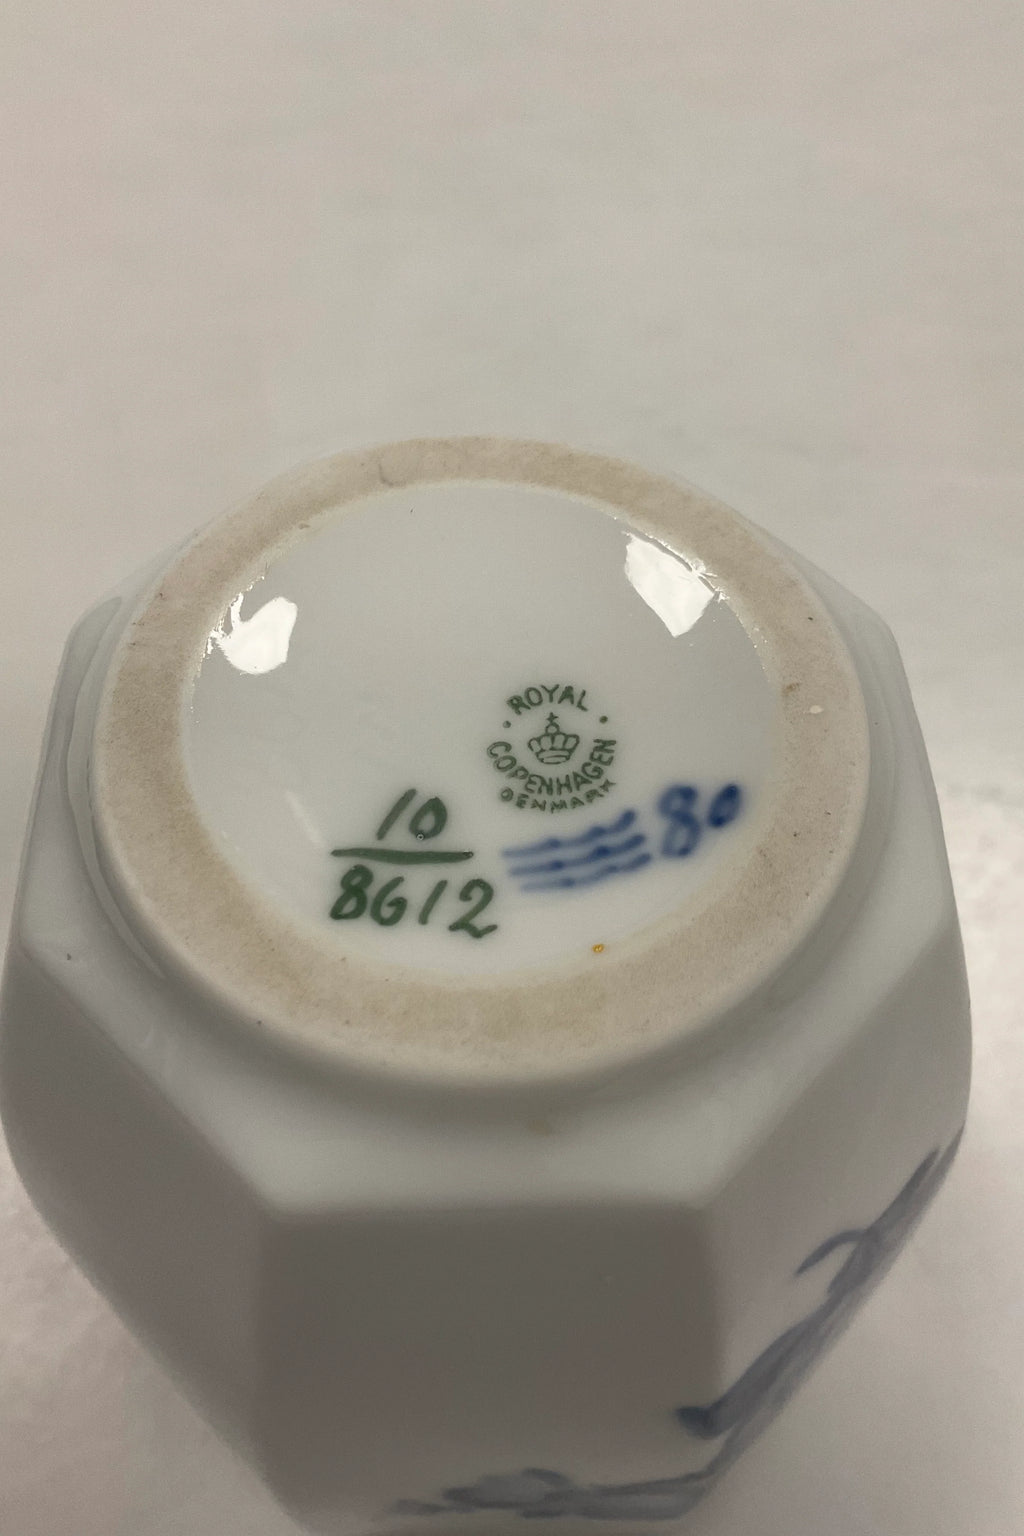 ROYAL
COPENHAGEN
DENMARK
10
8612
80